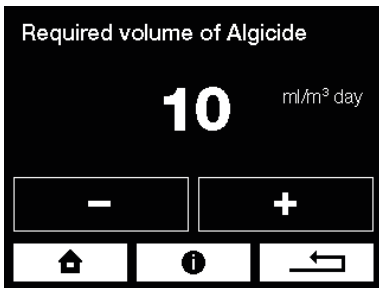 Required volume of Algicide
10 ml/m³ day
− +